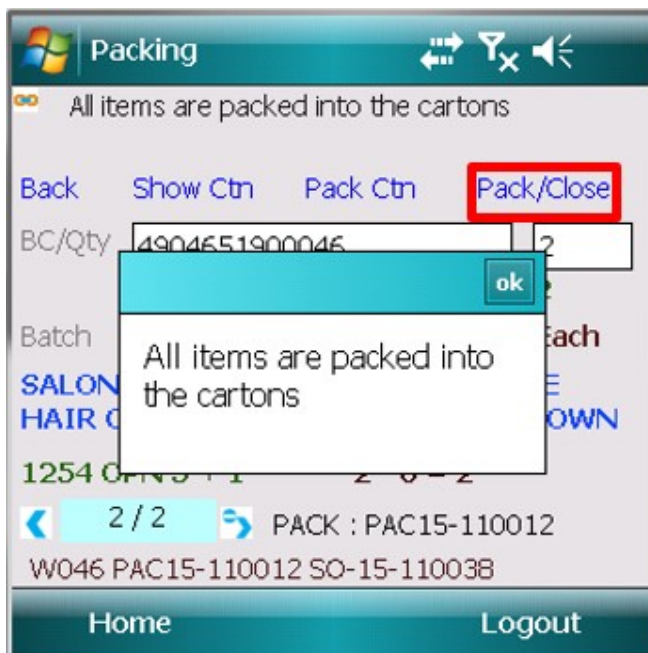 Packing
All items are packed into the cartons
Back Show Ctn Pack Ctn Pack/Close
BC/Qty 4904651900046 2
ok
Batch Each
All items are packed into
the cartons
SALON
HAIR OWN
1254
2 / 2 PACK : PAC15-110012
W046 PAC15-110012 SO-15-110038
Home Logout